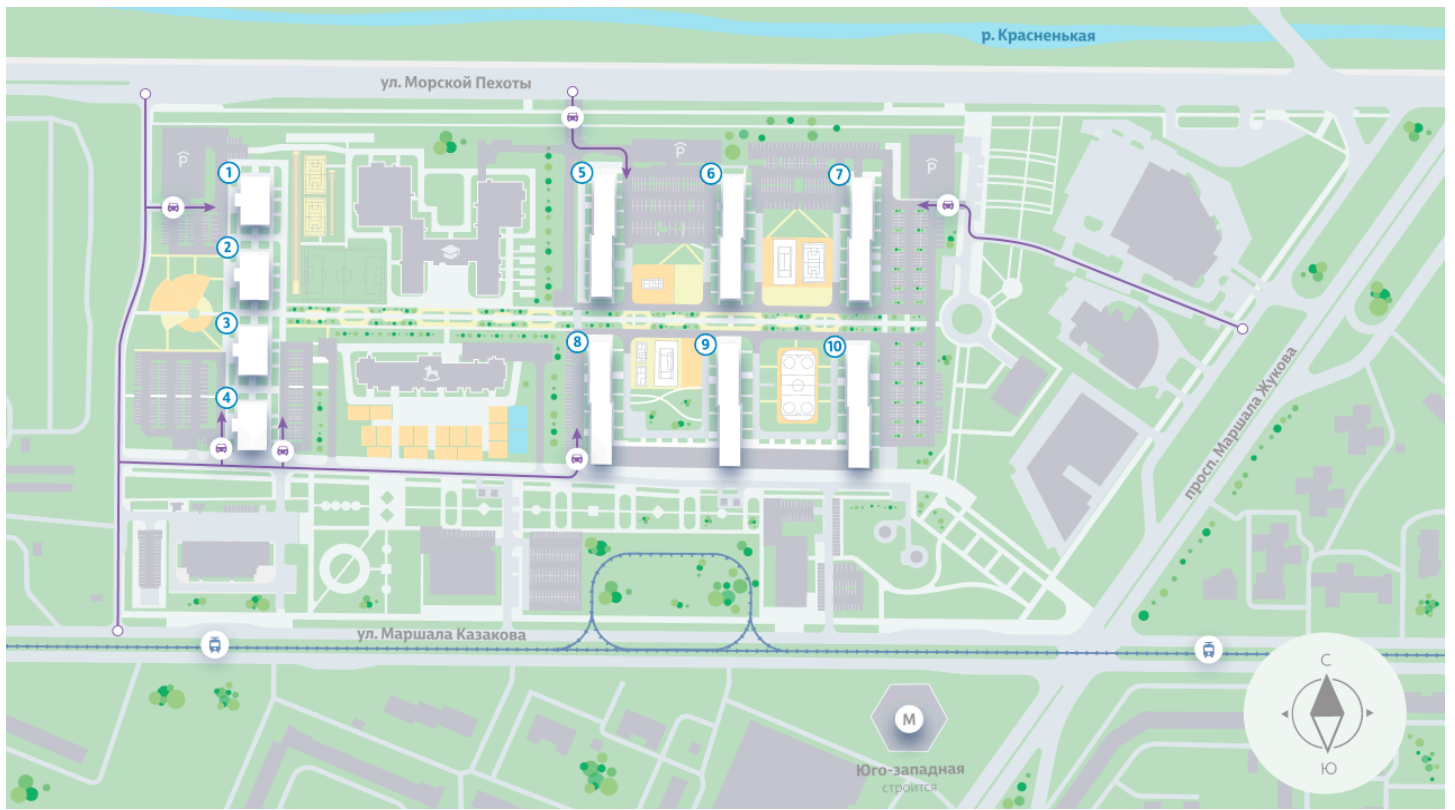 р. Красненькая
ул. Морской Пехоты
P
P
P
1
5
6
7
2
3
8
9
10
4
просп. Маршала Жукова
ул. Маршала Казакова
С
М
Юго-западная
строится
Ю